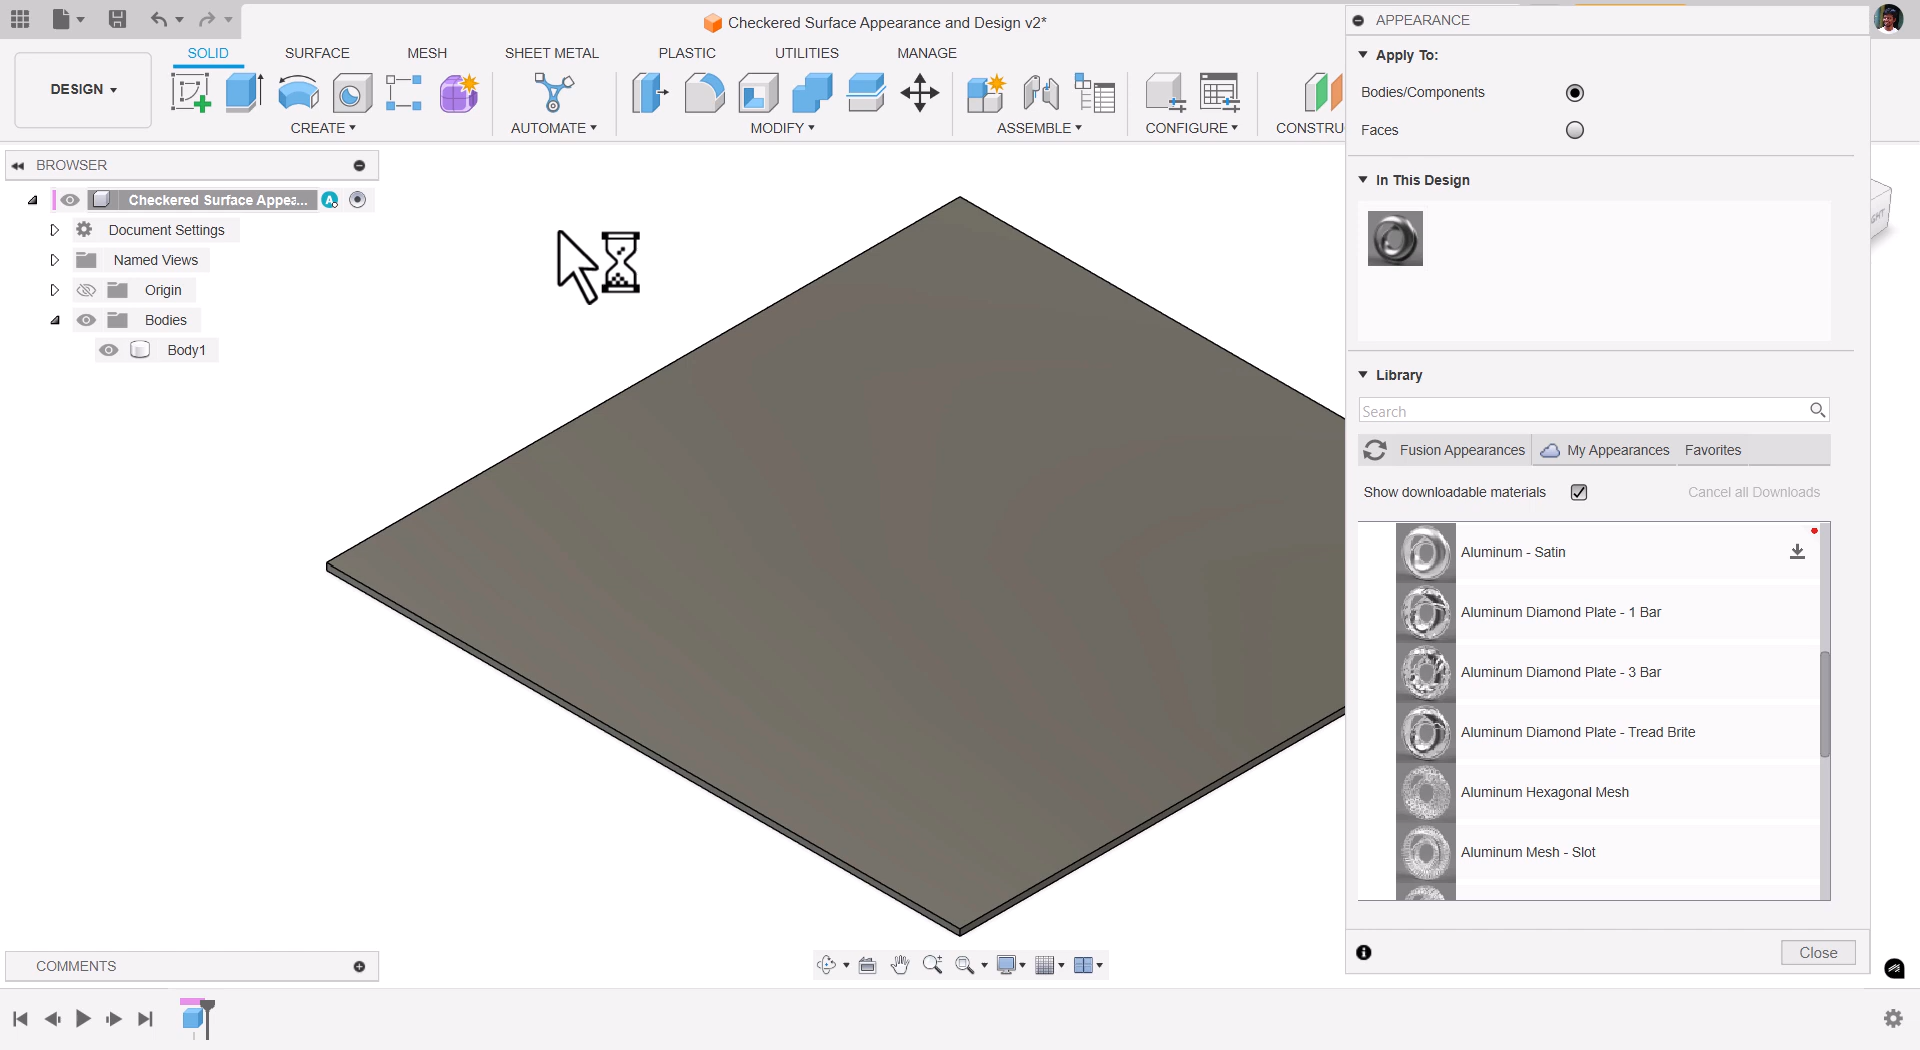 Checkered Surface Appearance and Design v2*
DESIGN
SOLID
SURFACE
MESH
SHEET METAL
PLASTIC
UTILITIES
MANAGE
CREATE
AUTOMATE
MODIFY
ASSEMBLE
CONFIGURE
CONSTRU
BROWSER
Checkered Surface Appea...
Document Settings
Named Views
Origin
Bodies
Body1
COMMENTS
APPEARANCE
Apply To:
Bodies/Components
Faces
In This Design
Library
Search
Fusion Appearances
My Appearances
Favorites
Show downloadable materials
Cancel all Downloads
Aluminum - Satin
Aluminum Diamond Plate - 1 Bar
Aluminum Diamond Plate - 3 Bar
Aluminum Diamond Plate - Tread Brite
Aluminum Hexagonal Mesh
Aluminum Mesh - Slot
Close